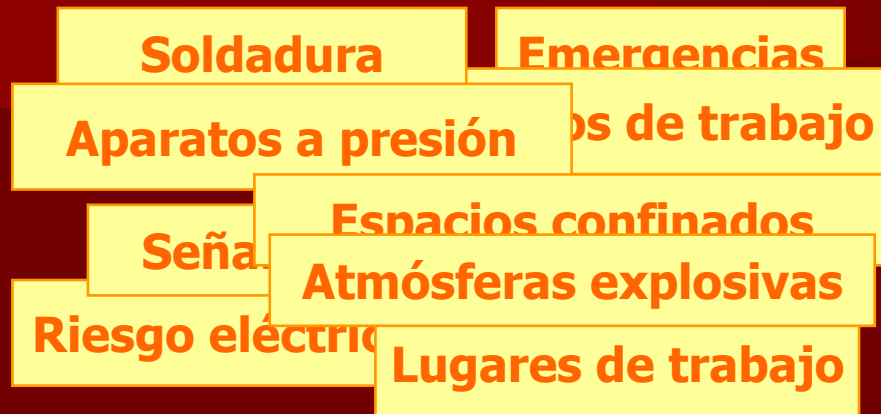 Soldadura
Emergencias
Aparatos a presión
os de trabajo
Espacios confinados
Seña
Atmósferas explosivas
Riesgo eléctric
Lugares de trabajo